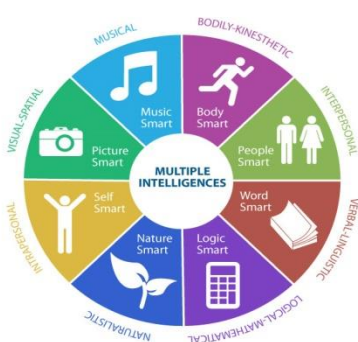 MUSICAL
BODILY-KINESTHETIC
INTERPERSONAL
VERBAL-LINGUISTIC
LOGICAL-MATHEMATICAL
NATURALISTIC
INTRAPERSONAL
VISUAL-SPATIAL
Music
Smart
Body
Smart
People
Smart
Word
Smart
Logic
Smart
Nature
Smart
Self
Smart
Picture
Smart
MULTIPLE
INTELLIGENCES